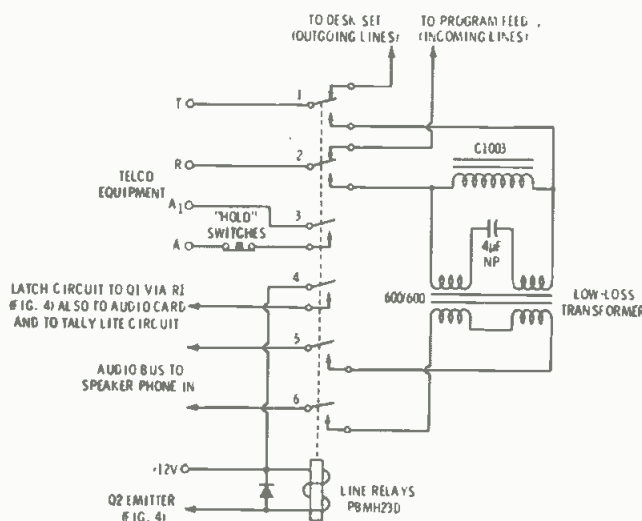 TO DESK SET
(OUTGOING LINES)
TO PROGRAM FEED
(INCOMING LINES)
1
T
C1003
2
R
TELCO
EQUIPMENT
A1
"HOLD"
SWITCHES
3
A
4µF
NP
4
LATCH CIRCUIT TO Q1 VIA R1
(FIG. 4) ALSO TO AUDIO CARD
AND TO TALLY LITE CIRCUIT
600/600
LOW-LOSS
TRANSFORMER
5
AUDIO BUS TO
SPEAKER PHONE IN
6
+12V
LINE RELAYS
PBMH23D
Q2 EMITTER
(FIG. 4)